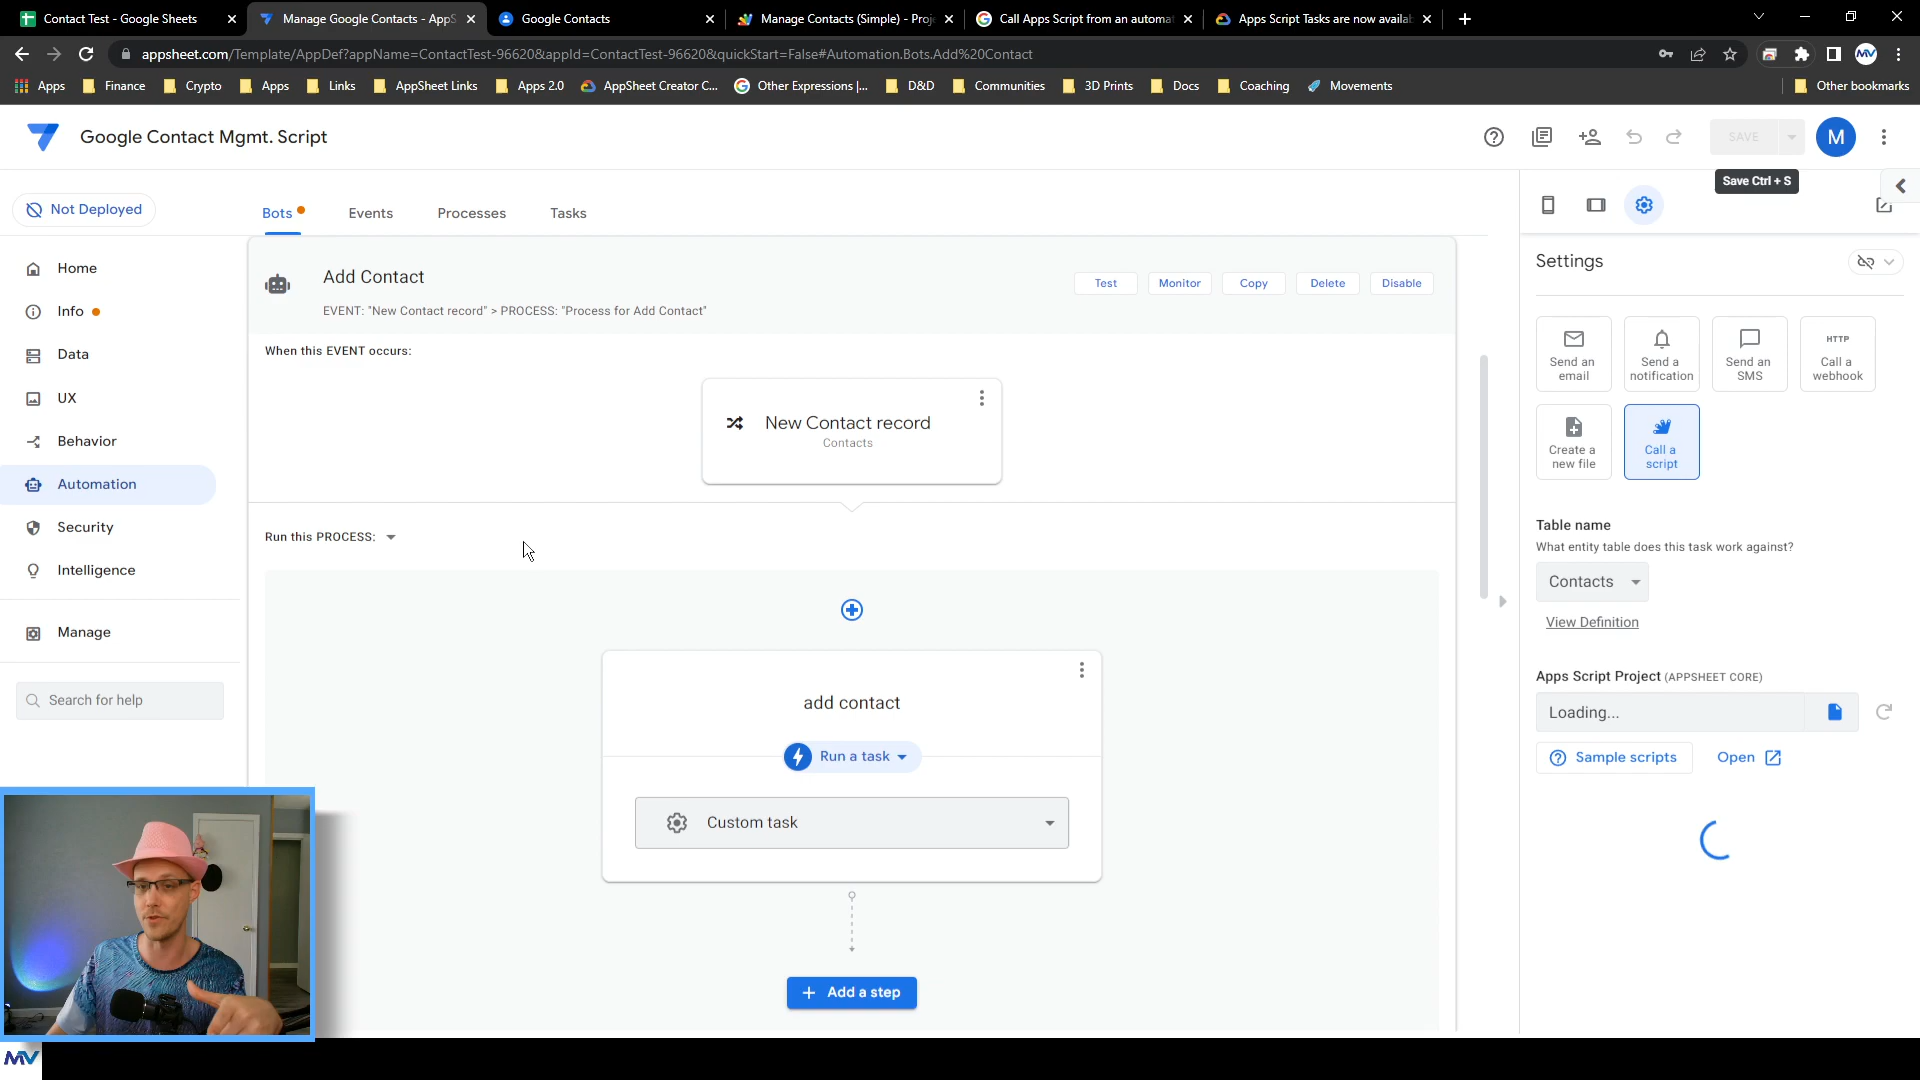 Contact Test - Google Sheets
Manage Google Contacts - AppS
Google Contacts
Manage Contacts (Simple) - Proje
Call Apps Script from an automat
Apps Script Tasks are now availab
appsheet.com/Template/AppDef?appName=ContactTest-96620&appId=ContactTest-96620&quickStart=False#Automation.Bots.Add%20Contact
MV
Apps
Finance
Crypto
Apps
Links
AppSheet Links
Apps 2.0
AppSheet Creator C...
Other Expressions |...
D&D
Communities
3D Prints
Docs
Coaching
Movements
Other bookmarks
Google Contact Mgmt. Script
SAVE
M
Save Ctrl + S
Not Deployed
Bots
Events
Processes
Tasks
Home
Info
Data
UX
Behavior
Automation
Security
Intelligence
Manage
Search for help
Add Contact
EVENT: "New Contact record" > PROCESS: "Process for Add Contact"
Test
Monitor
Copy
Delete
Disable
When this EVENT occurs:
New Contact record
Contacts
Run this PROCESS:
add contact
Run a task
Custom task
Add a step
Settings
Send an
email
Send a
notification
Send an
SMS
HTTP
Call a
webhook
Create a
new file
Call a
script
Table name
What entity table does this task work against?
Contacts
View Definition
Apps Script Project (APPSHEET CORE)
Loading...
Sample scripts
Open
MV